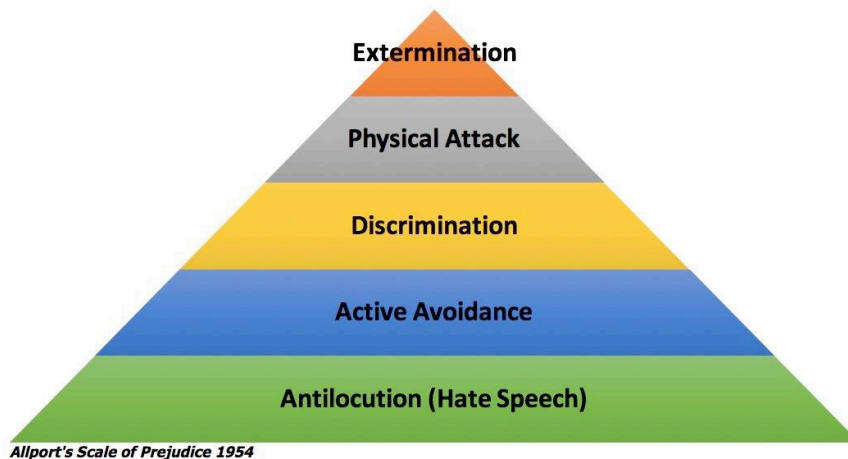 Extermination
Physical Attack
Discrimination
Active Avoidance
Antilocution (Hate Speech)
Allport's Scale of Prejudice 1954